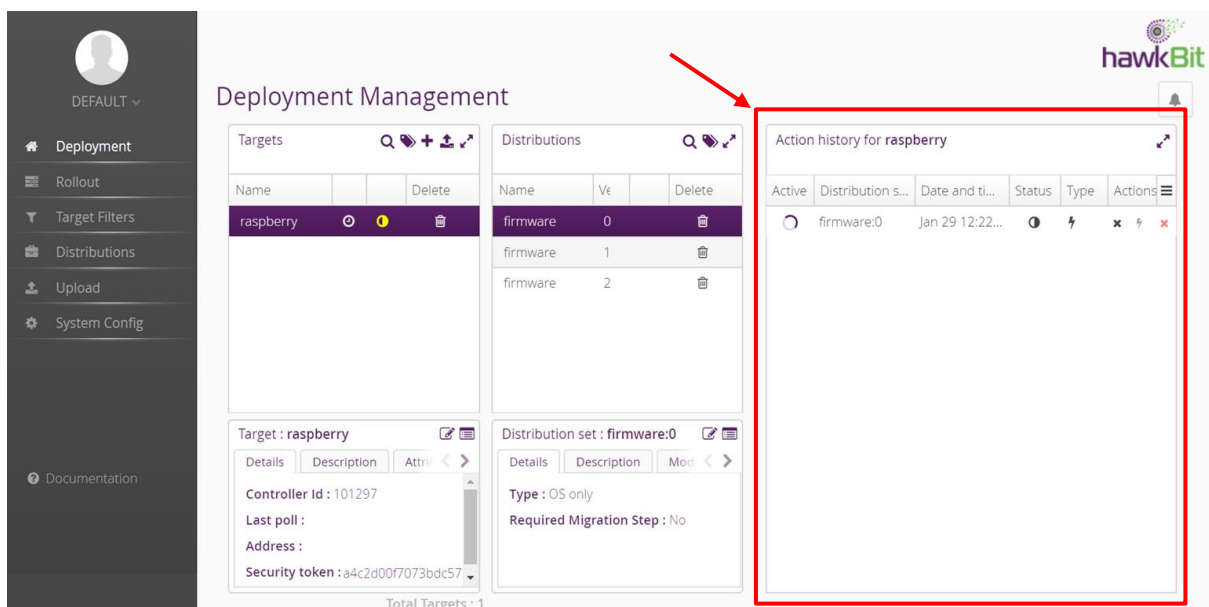 hawkBit
DEFAULT
Deployment
Rollout
Target Filters
Distributions
Upload
System Config
Documentation
Deployment Management
Targets
Name Delete
raspberry
Distributions
Name Ve Delete
firmware 0
firmware 1
firmware 2
Action history for raspberry
Active Distribution s... Date and ti... Status Type Actions
firmware:0 Jan 29 12:22...
Target : raspberry
Details Description Attri
Controller Id : 101297
Last poll :
Address :
Security token : a4c2d00f7073bdc57
Distribution set : firmware:0
Details Description Mod
Type : OS only
Required Migration Step : No
Total Targets : 1